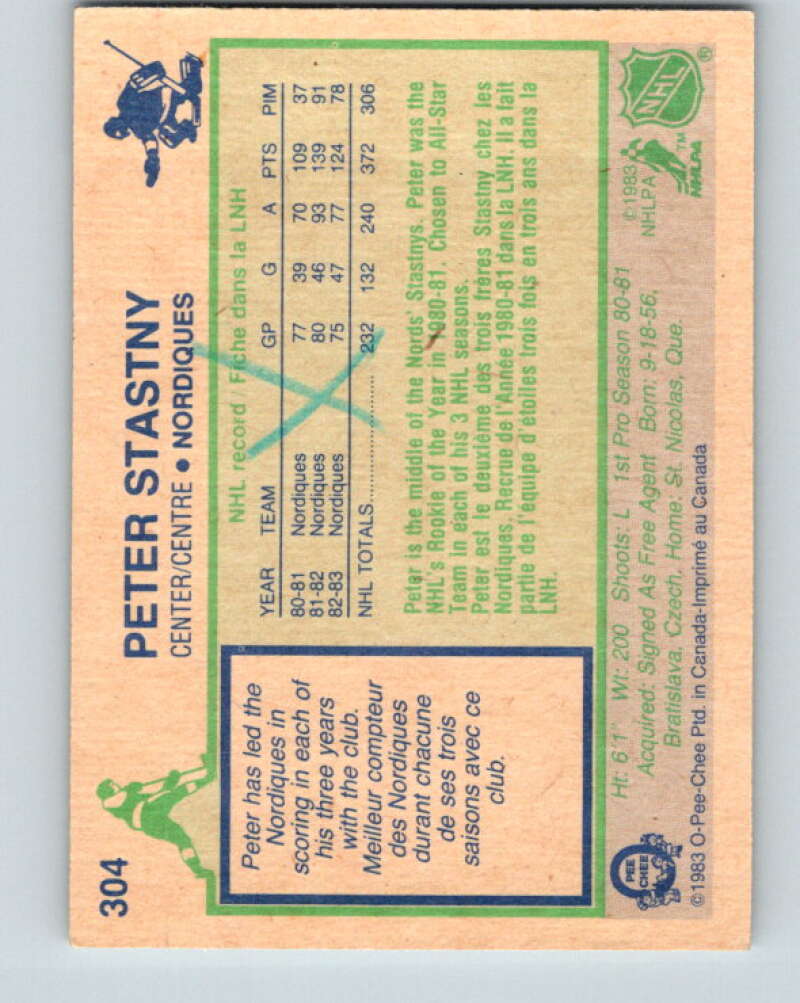 304
PETER STASTNY
CENTER/CENTRE ● NORDIQUES
Peter has led the
Nordiques in
scoring in each of
his three years
with the club.
Meilleur compteur
des Nordiques
durant chacune
de ses trois
saisons avec ce
club.
NHL record / Fiche dans la LNH
YEAR TEAM GP G A PTS PIM
80-81 Nordiques 77 39 70 109 37
81-82 Nordiques 80 46 93 139 91
82-83 Nordiques 75 47 77 124 78
NHL TOTALS 232 132 240 372 306
Peter is the middle of the Nords' Stastnys. Peter was the
NHL's Rookie of the Year in 1980-81. Chosen to All-Star
Team in each of his 3 NHL seasons.
Peter est le deuxième des trois frères Stastny chez les
Nordiques. Recrue de l'Année 1980-81 dans la LNH. Il a fait
partie de l'équipe d'étoiles trois fois en trois ans dans la
LNH.
Ht: 6'1" Wt: 200 Shoots: L 1st Pro Season 80-81
Acquired: Signed As Free Agent Born: 9-18-56,
Bratislava, Czech. Home: St. Nicolas, Que.
©1983 O-Pee-Chee Ptd. in Canada-Imprimé au Canada
O PEE CHEE
©1983
NHLPA
NHLPA ™
NHL ®